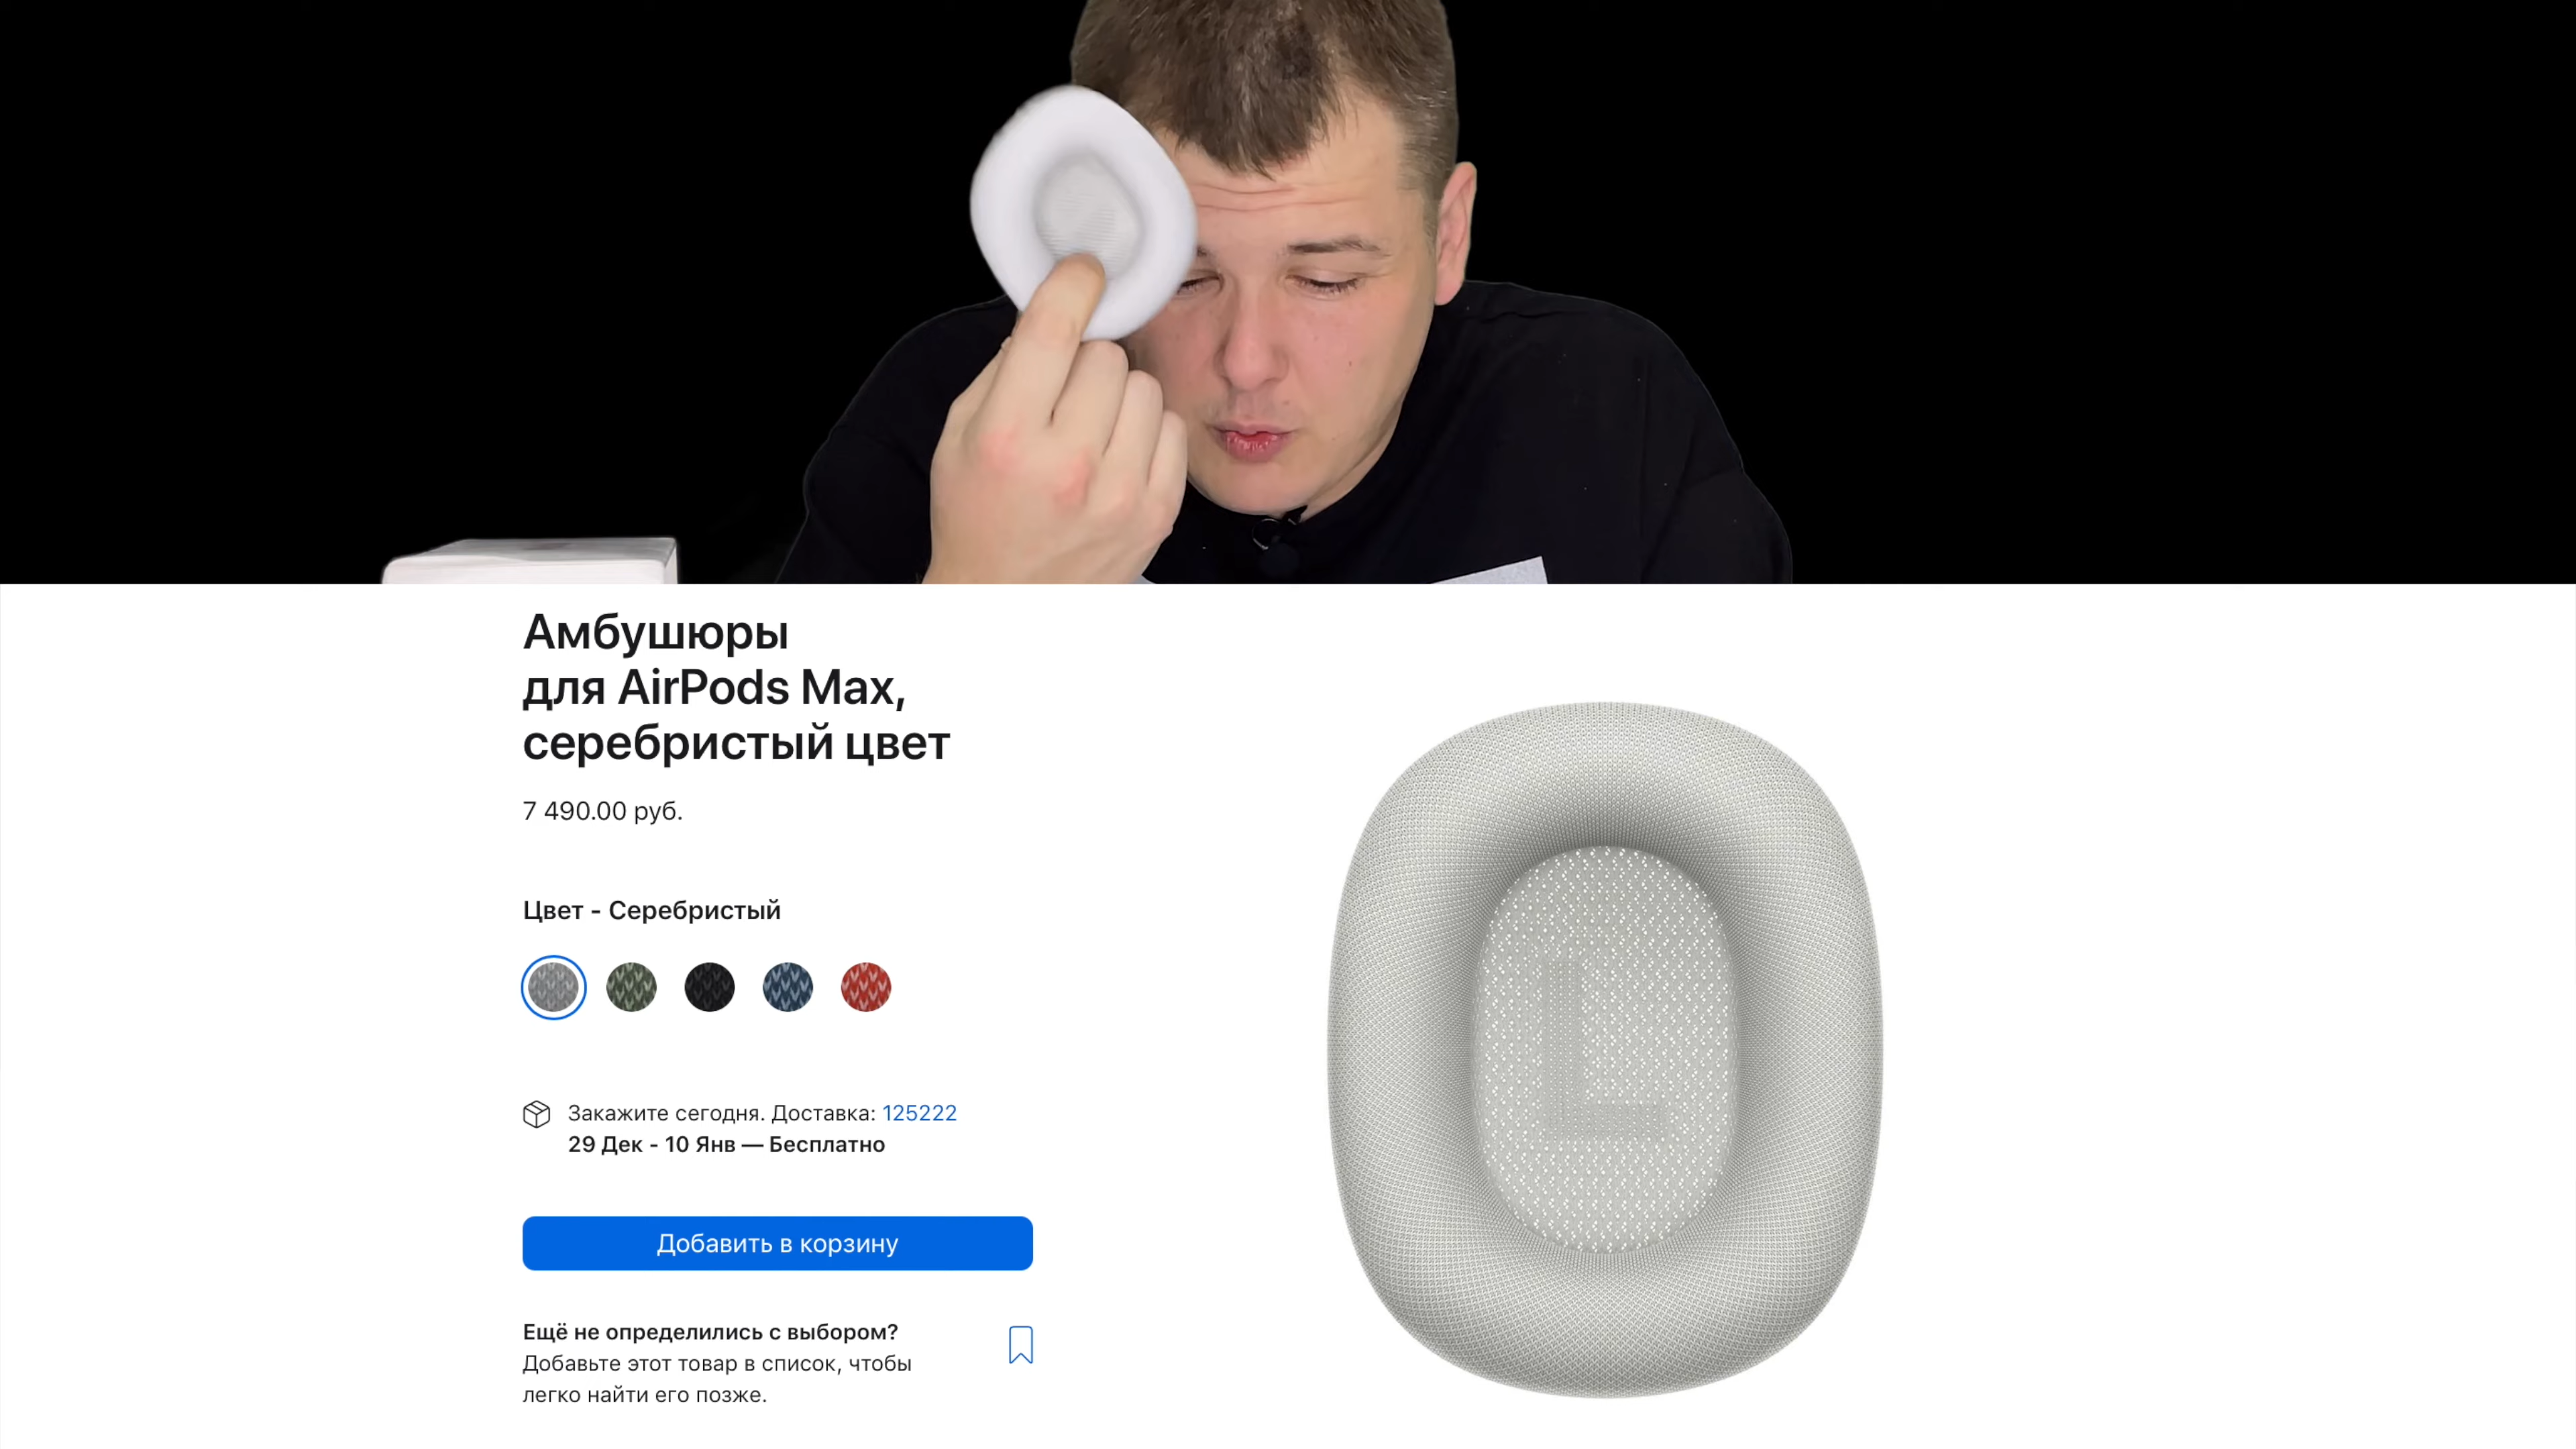 Амбушюры
для AirPods Max,
серебристый цвет
7 490.00 руб.
Цвет - Серебристый
Закажите сегодня. Доставка: 125222
29 Дек - 10 Янв — Бесплатно
Добавить в корзину
Ещё не определились с выбором?
Добавьте этот товар в список, чтобы
легко найти его позже.
L